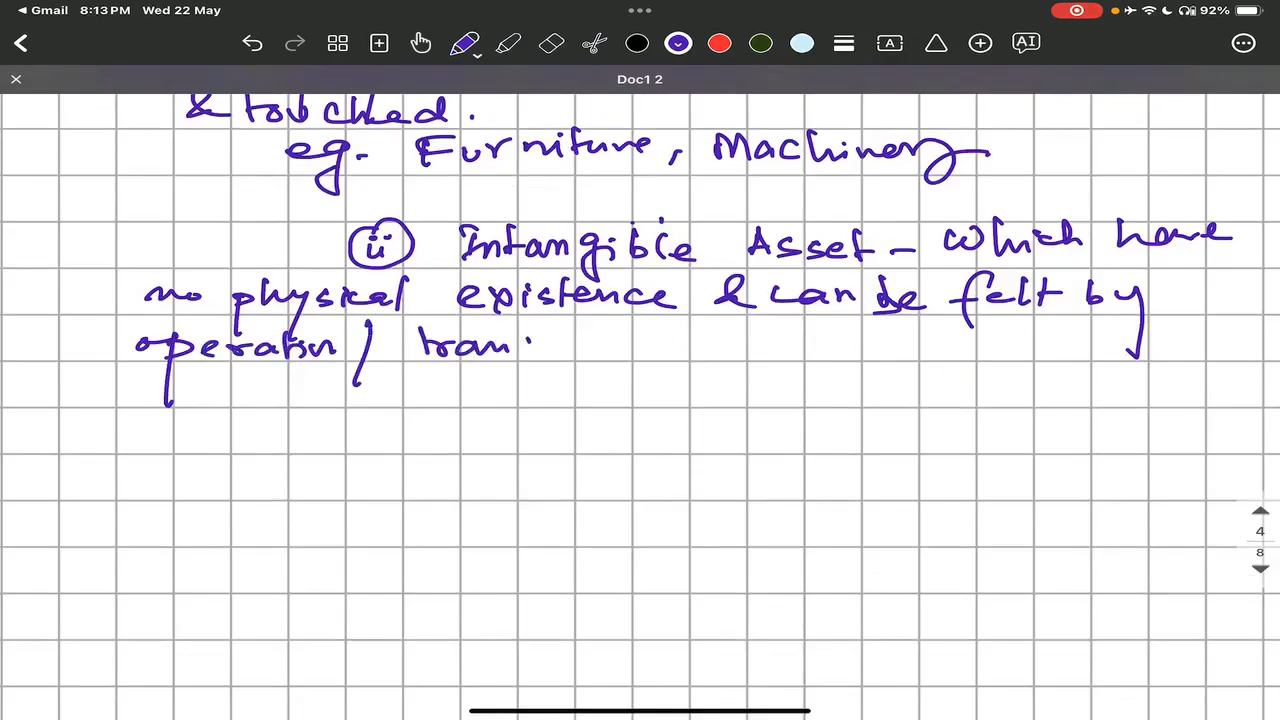 Gmail 8:13 PM Wed 22 May 92%
A AI
Doc1 2
& touched.
eg. Furniture, Machinery
(ii) Intangible Asset - which have
no physical existence & can be felt by
operation/ tran
4
8